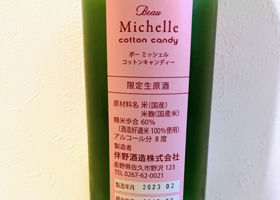 Beau
Michelle
cotton candy
ボー ミッシェル
コットンキャンディー
限定生原酒
原材料名 米(国産)
米麹(国産米)
精米歩合 60%
(酒造好適米100%使用)
アルコール分 8 度
製造者
伴野酒造株式会社
長野県佐久市野沢 123
TEL 0267-62-0021
製造年月 2023 02